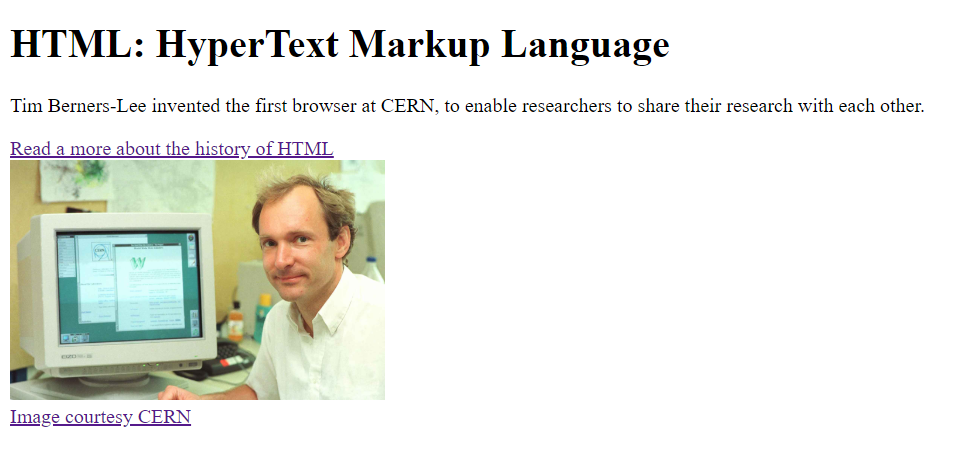 HTML: HyperText Markup Language
Tim Berners-Lee invented the first browser at CERN, to enable researchers to share their research with each other.
Read a more about the history of HTML
Image courtesy CERN